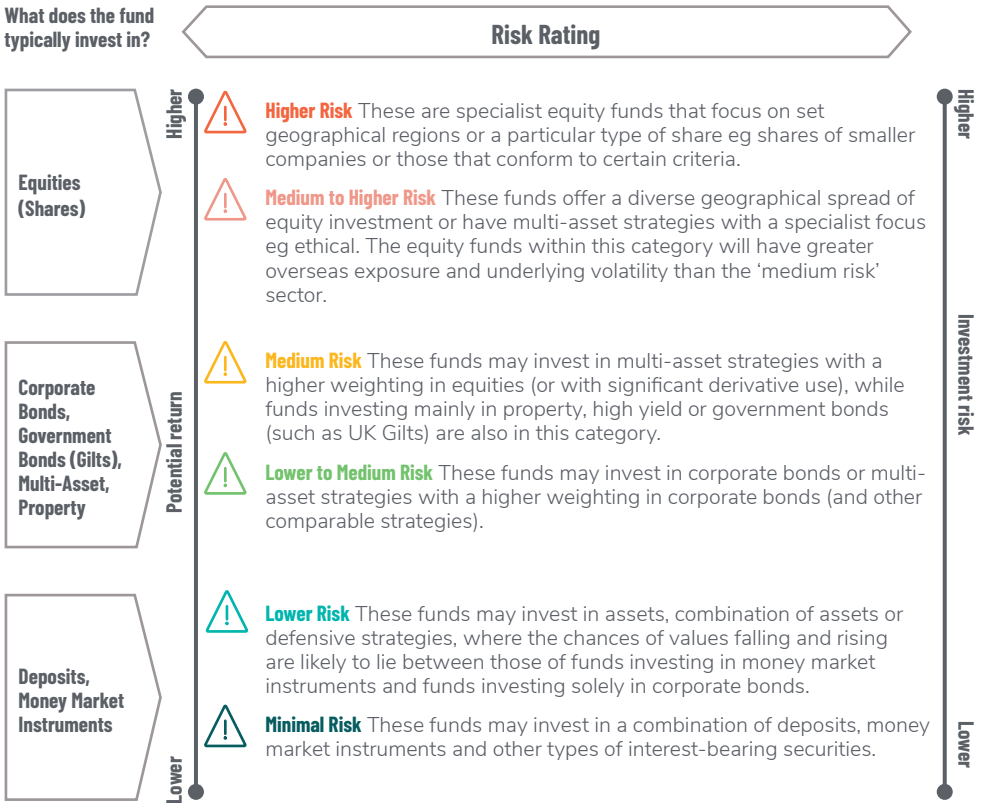 What does the fund
typically invest in?
Risk Rating
Higher
Potential return
Lower
Higher
Investment risk
Lower
Equities
(Shares)
Higher Risk These are specialist equity funds that focus on set
geographical regions or a particular type of share eg shares of smaller
companies or those that conform to certain criteria.
Medium to Higher Risk These funds offer a diverse geographical spread of
equity investment or have multi-asset strategies with a specialist focus
eg ethical. The equity funds within this category will have greater
overseas exposure and underlying volatility than the ‘medium risk’
sector.
Corporate
Bonds,
Government
Bonds (Gilts),
Multi-Asset,
Property
Medium Risk These funds may invest in multi-asset strategies with a
higher weighting in equities (or with significant derivative use), while
funds investing mainly in property, high yield or government bonds
(such as UK Gilts) are also in this category.
Lower to Medium Risk These funds may invest in corporate bonds or multi-
asset strategies with a higher weighting in corporate bonds (and other
comparable strategies).
Deposits,
Money Market
Instruments
Lower Risk These funds may invest in assets, combination of assets or
defensive strategies, where the chances of values falling and rising
are likely to lie between those of funds investing in money market
instruments and funds investing solely in corporate bonds.
Minimal Risk These funds may invest in a combination of deposits, money
market instruments and other types of interest-bearing securities.